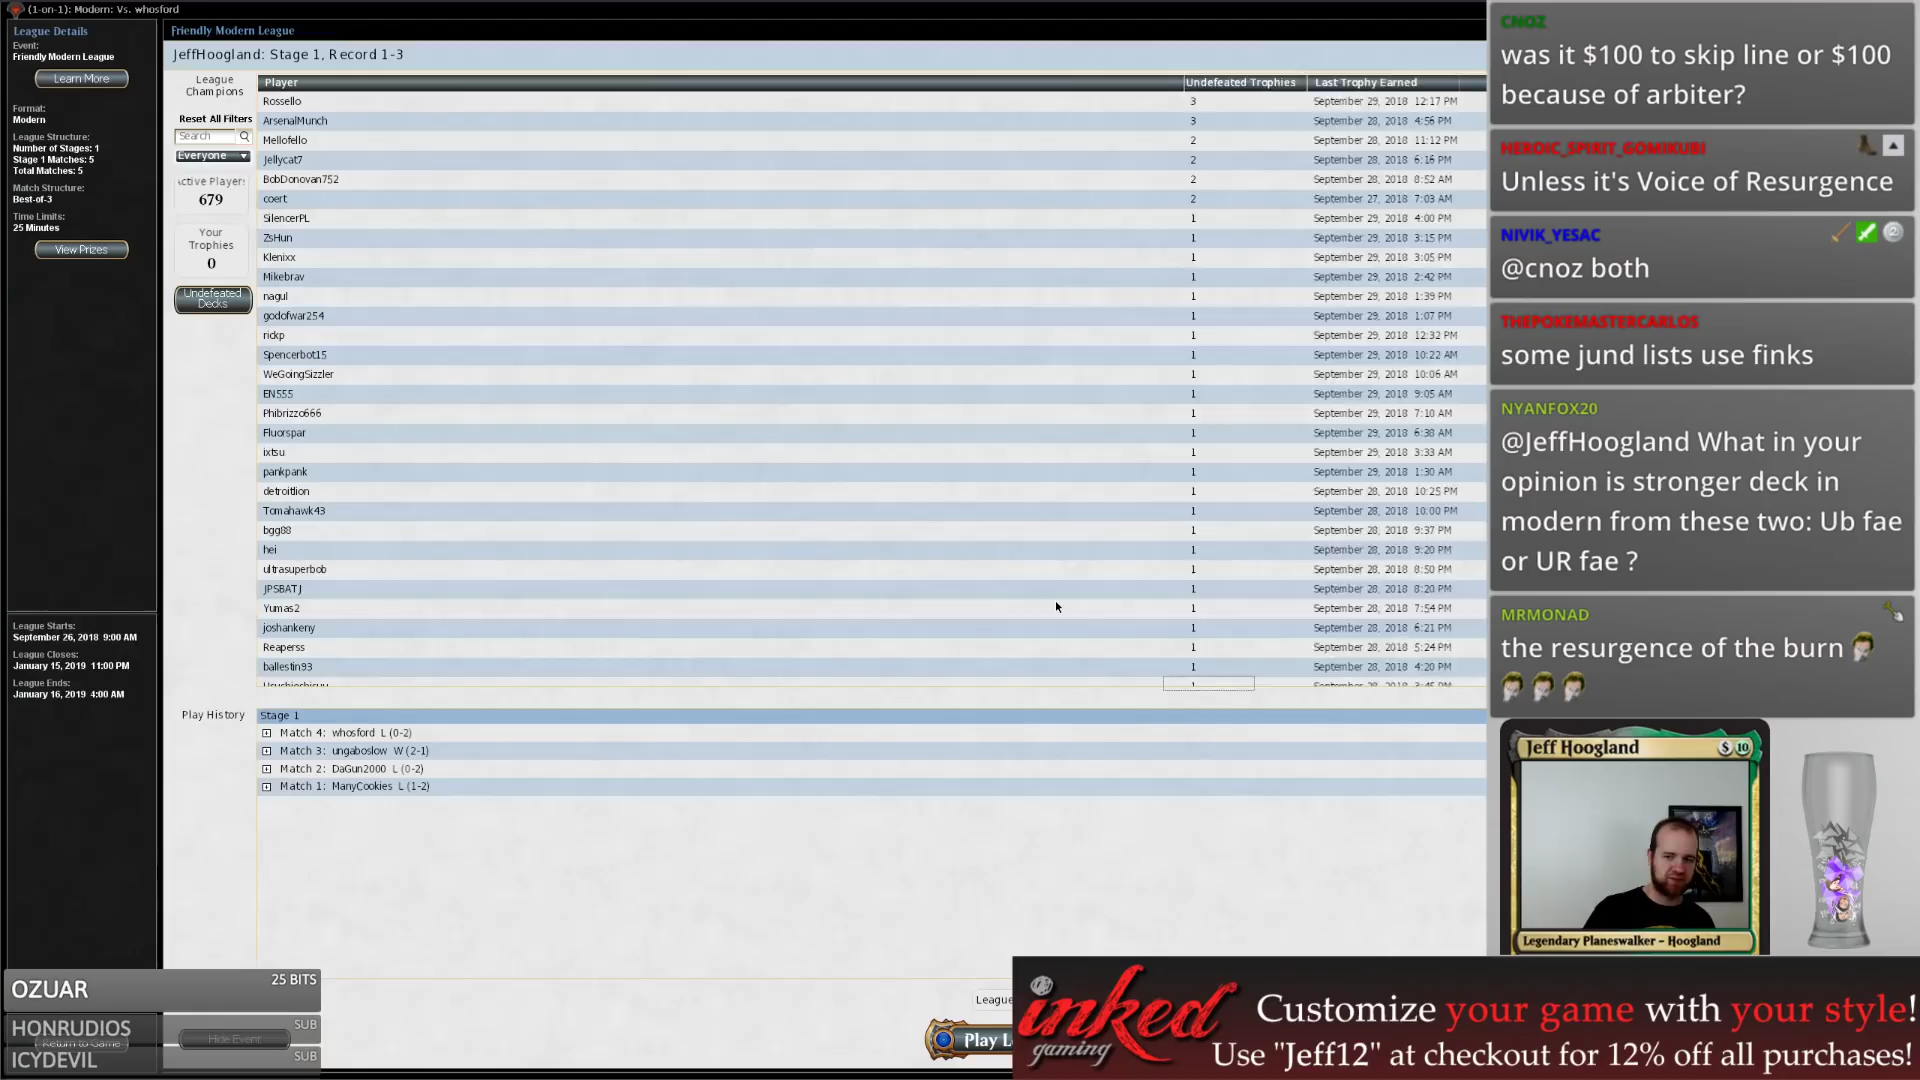 (1-on-1): Modern: Vs. whosford
League Details
Event:
Friendly Modern League
Learn More
Format:
Modern
League Structure:
Number of Stages: 1
Stage 1 Matches: 5
Total Matches: 5
Match Structure:
Best-of-3
Time Limits:
25 Minutes
View Prizes
League Starts:
September 26, 2018 9:00 AM
League Closes:
January 15, 2019 11:00 PM
League Ends:
January 16, 2019 4:00 AM
Friendly Modern League
JeffHoogland: Stage 1, Record 1-3
League
Champions
Reset All Filters
Search
Everyone
Active Players
679
Your
Trophies
0
Undefeated
Decks
Player Undefeated Trophies Last Trophy Earned
Rossello 3 September 29, 2018 12:17 PM
ArsenalMunch 3 September 28, 2018 4:56 PM
Mellofello 2 September 28, 2018 11:12 PM
Jellycat7 2 September 28, 2018 6:16 PM
BobDonovan752 2 September 28, 2018 8:52 AM
coert 2 September 27, 2018 7:03 AM
SilencerPL 1 September 29, 2018 4:00 PM
ZsHun 1 September 29, 2018 3:15 PM
Klenixx 1 September 29, 2018 3:05 PM
Mikebrav 1 September 29, 2018 2:42 PM
nagul 1 September 29, 2018 1:39 PM
godofwar254 1 September 29, 2018 1:07 PM
rickp 1 September 29, 2018 12:32 PM
Spencerbot15 1 September 29, 2018 10:22 AM
WeGoingSizzler 1 September 29, 2018 10:06 AM
EN555 1 September 29, 2018 9:05 AM
Phibrizzo666 1 September 29, 2018 7:18 AM
Fluorspar 1 September 29, 2018 6:38 AM
ixtsu 1 September 29, 2018 3:33 AM
pankpank 1 September 29, 2018 1:30 AM
detroitlion 1 September 28, 2018 10:25 PM
Tomahawk43 1 September 28, 2018 10:00 PM
bgg88 1 September 28, 2018 9:37 PM
hei 1 September 28, 2018 9:20 PM
ultrasuperbob 1 September 28, 2018 8:50 PM
JPSBATJ 1 September 28, 2018 8:20 PM
Yumas2 1 September 28, 2018 7:54 PM
joshankeny 1 September 28, 2018 6:21 PM
Reaperss 1 September 28, 2018 5:24 PM
ballestin93 1 September 28, 2018 4:20 PM
1 September 28, 2018 3:45 PM
Play History
Stage 1
Match 4: whosford L (0-2)
Match 3: ungaboslow W (2-1)
Match 2: DaGun2000 L (0-2)
Match 1: ManyCookies L (1-2)
League
Play L
OZUAR 25 BITS
HONRUDIOS SUB
Return to Game
Hide Event
ICYDEVIL SUB
CNOZ
was it $100 to skip line or $100
because of arbiter?
HEROIC_SPIRIT_GOMIKUBI
Unless it's Voice of Resurgence
NIVIK_YESAC
2
@cnoz both
THEPOKEMASTERCARLOS
some jund lists use finks
NYANFOX20
@JeffHoogland What in your
opinion is stronger deck in
modern from these two: Ub fae
or UR fae ?
MRMONAD
the resurgence of the burn
Jeff Hoogland $ 10
Legendary Planeswalker - Hoogland
inked
gaming
Customize your game with your style!
Use "Jeff12" at checkout for 12% off all purchases!